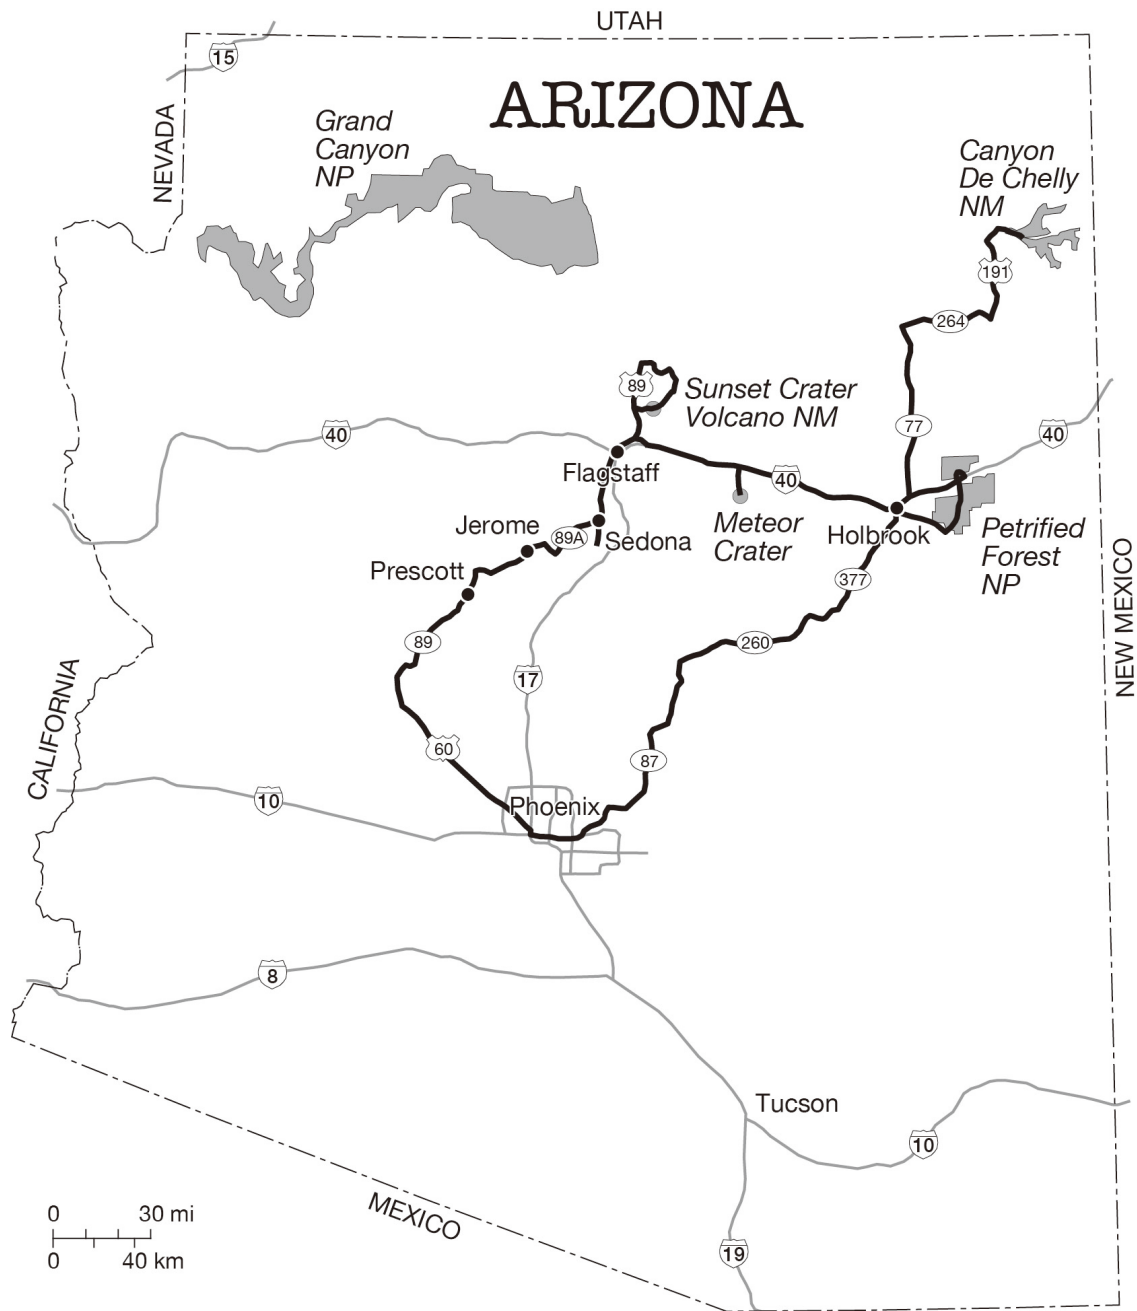 UTAH
15
ARIZONA
NEVADA
Grand
Canyon
NP
Canyon
De Chelly
NM
191
264
89
Sunset Crater
Volcano NM
40
77
40
Flagstaff
40
Meteor
Crater
Holbrook
Petrified
Forest
NP
Jerome
89A
Sedona
Prescott
377
NEW MEXICO
89
260
17
CALIFORNIA
60
87
10
Phoenix
8
Tucson
10
MEXICO
19
0 30 mi
0 40 km